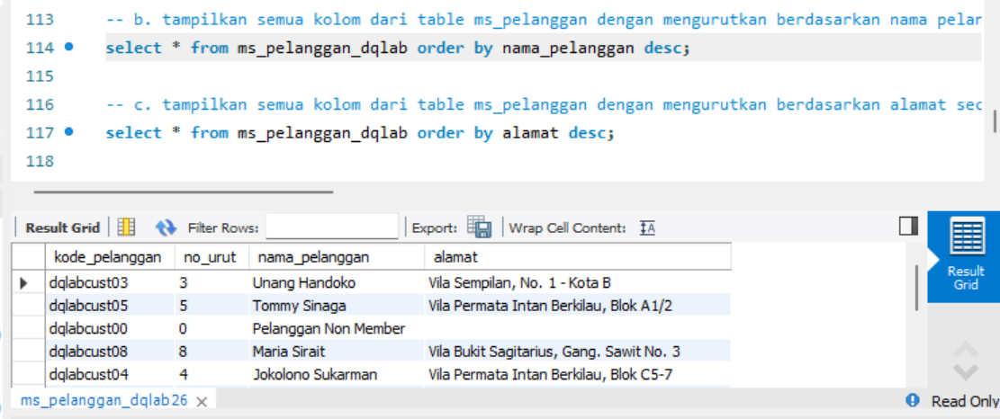 113 -- b. tampilkan semua kolom dari table ms_pelanggan dengan mengurutkan berdasarkan nama pelar
114 select * from ms_pelanggan_dqlab order by nama_pelanggan desc;
115
116 -- c. tampilkan semua kolom dari table ms_pelanggan dengan mengurutkan berdasarkan alamat sec
117 select * from ms_pelanggan_dqlab order by alamat desc;
118
Result Grid Filter Rows: Export: Wrap Cell Content: IA
kode_pelanggan no_urut nama_pelanggan alamat
dqlabcust03 3 Unang Handoko Vila Sempilan, No. 1 - Kota B
dqlabcust05 5 Tommy Sinaga Vila Permata Intan Berkilau, Blok A1/2
dqlabcust00 0 Pelanggan Non Member
dqlabcust08 8 Maria Sirait Vila Bukit Sagitarius, Gang. Sawit No. 3
dqlabcust04 4 Jokolono Sukarman Vila Permata Intan Berkilau, Blok C5-7
Result
Grid
ms_pelanggan_dqlab26 Read Only